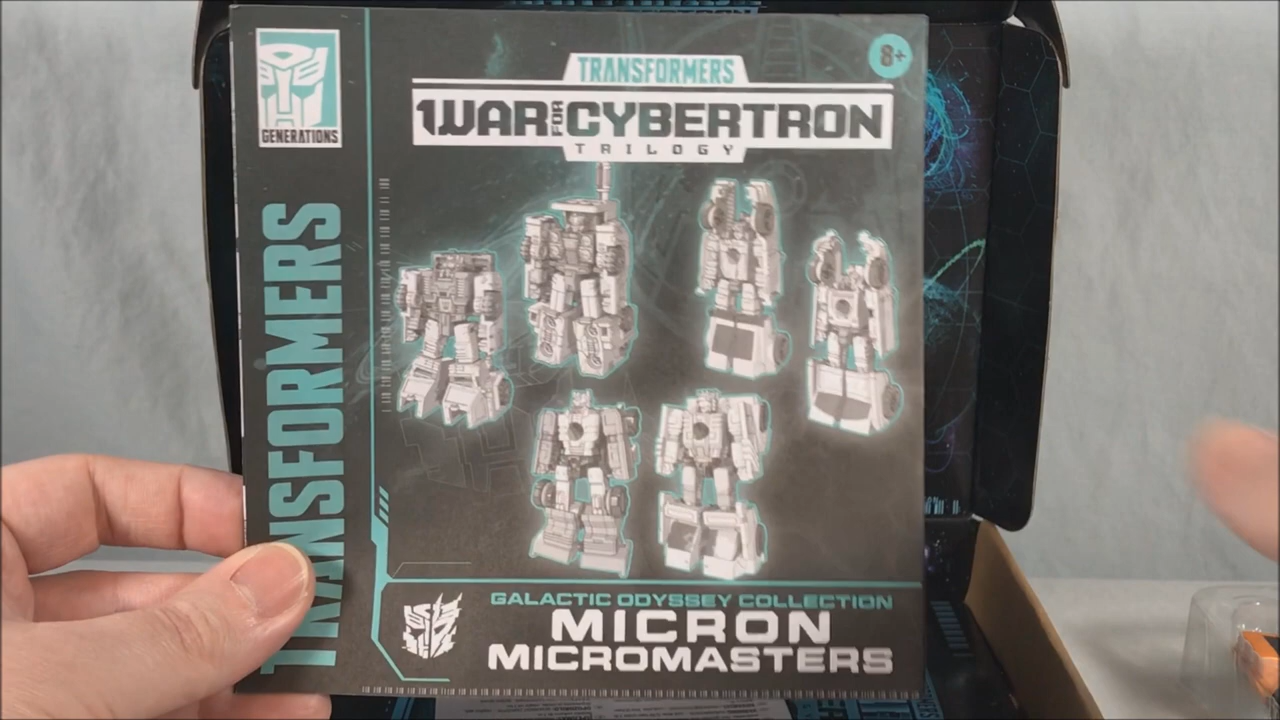 GENERATIONS
TRANSFORMERS
TRANSFORMERS
8+
WAR FOR CYBERTRON
TRILOGY
GALACTIC ODYSSEY COLLECTION
MICRON
MICROMASTERS